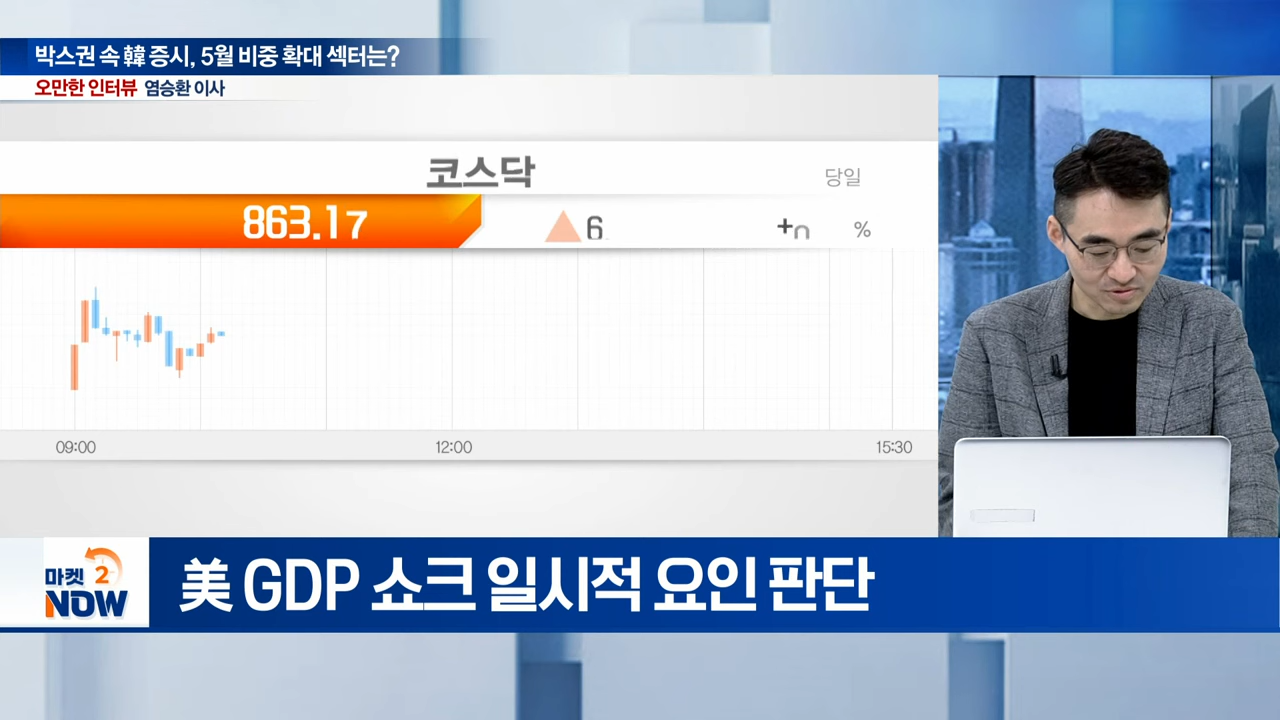 박스권 속 韓 증시, 5월 비중 확대 섹터는?
오만한 인터뷰 염승환 이사
코스닥
당일
863.17
▲6.
+
%
09:00
12:00
15:30
마켓 2
NOW
美 GDP 쇼크 일시적 요인 판단